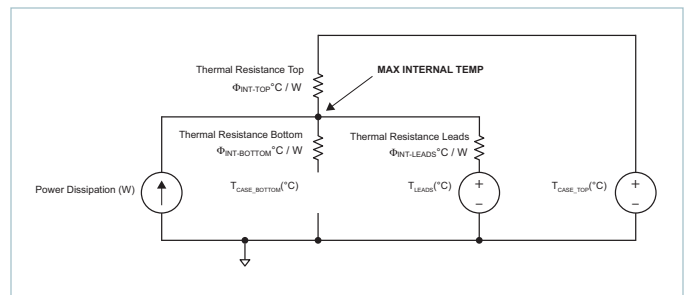 Thermal Resistance Top
MAX INTERNAL TEMP
ΦINT-TOP°C / W
Thermal Resistance Bottom
Thermal Resistance Leads
ΦINT-BOTTOM°C / W
ΦINT-LEADS°C / W
Power Dissipation (W)
TCASE_BOTTOM(°C)
TLEADS(°C)
+
–
TCASE_TOP(°C)
+
–